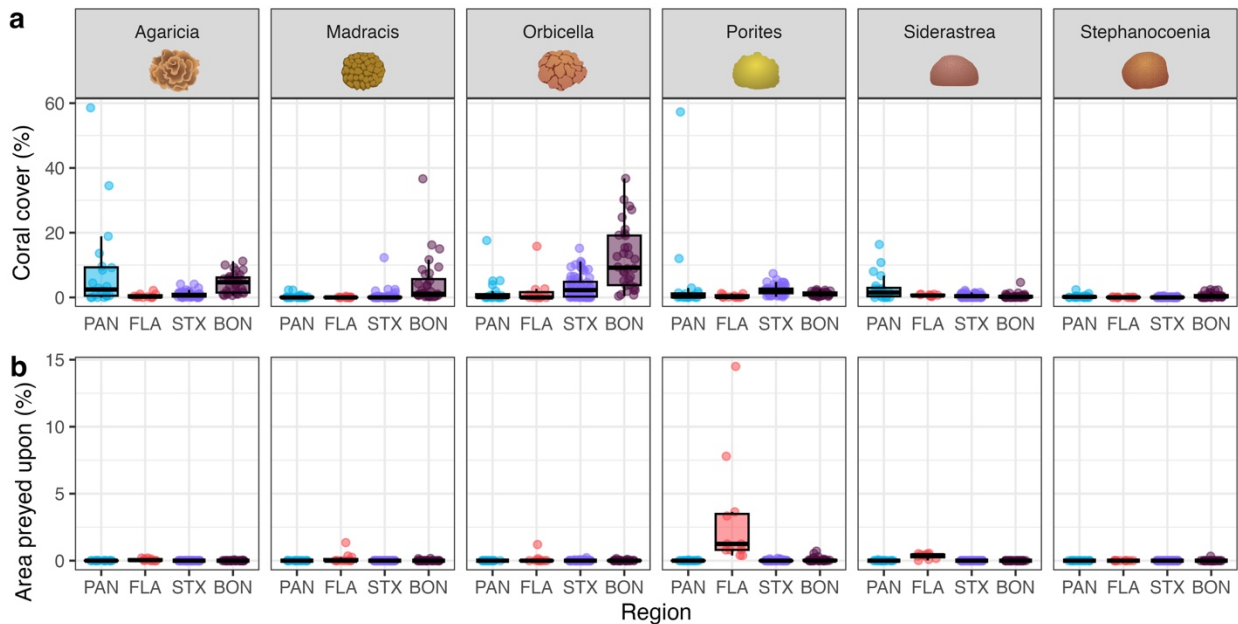 a
Agaricia Madracis Orbicella Porites Siderastrea Stephanocoenia
Coral cover (%)
60
40
20
0
PAN FLA STX BON PAN FLA STX BON PAN FLA STX BON PAN FLA STX BON PAN FLA STX BON PAN FLA STX BON
b
Area preyed upon (%)
15
10
5
0
PAN FLA STX BON PAN FLA STX BON PAN FLA STX BON PAN FLA STX BON PAN FLA STX BON PAN FLA STX BON
Region